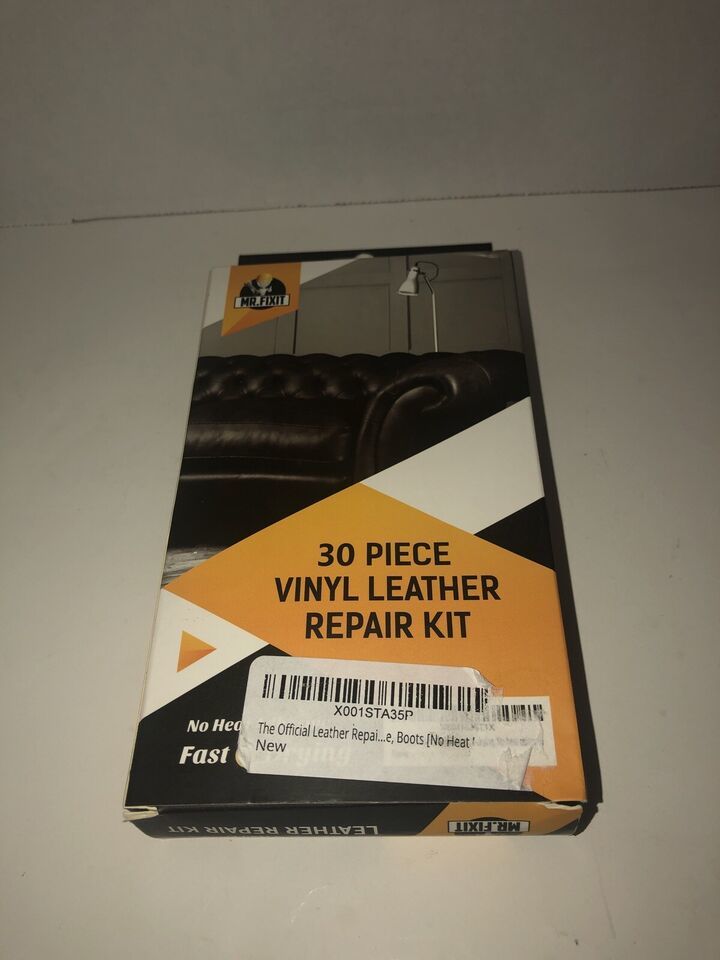 MR.FIXIT
30 PIECE
VINYL LEATHER
REPAIR KIT
X001STA35P
The Official Leather Repai...e, Boots [No Heat
New
No Hea
Fast
LEATHER REPAIR KIT
MR.FIXIT